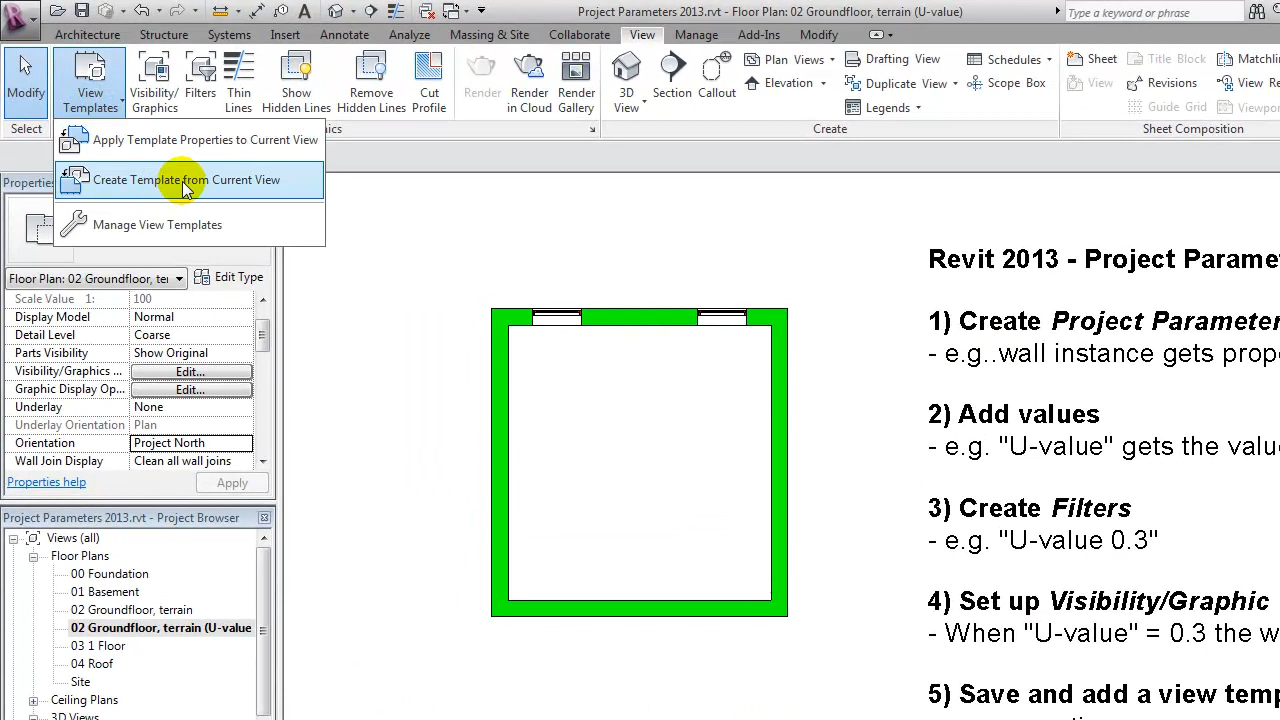 Project Parameters 2013.rvt - Floor Plan: 02 Groundfloor, terrain (U-value)
Type a keyword or phrase
Architecture Structure Systems Insert Annotate Analyze Massing & Site Collaborate View Manage Add-Ins Modify
Modify
View Templates
Visibility/ Graphics
Filters
Thin Lines
Show Hidden Lines
Remove Hidden Lines
Cut Profile
Render
Render in Cloud
Render Gallery
3D View
Section
Callout
Plan Views
Elevation
Drafting View
Duplicate View
Legends
Schedules
Scope Box
Sheet
View
Title Block
Revisions
Guide Grid
Matchlin
View Re
Viewpor
Select
Create
Sheet Composition
Apply Template Properties to Current View
Create Template from Current View
Manage View Templates
Properties
Floor Plan: 02 Groundfloor, ter
Edit Type
Scale Value 1: 100
Display Model Normal
Detail Level Coarse
Parts Visibility Show Original
Visibility/Graphics ... Edit...
Graphic Display Op... Edit...
Underlay None
Underlay Orientation Plan
Orientation Project North
Wall Join Display Clean all wall joins
Properties help
Apply
Project Parameters 2013.rvt - Project Browser
Views (all)
Floor Plans
00 Foundation
01 Basement
02 Groundfloor, terrain
02 Groundfloor, terrain (U-value
03 1 Floor
04 Roof
Site
Ceiling Plans
3D Views
Revit 2013 - Project Parame
1) Create Project Parameter
- e.g..wall instance gets prope
2) Add values
- e.g. "U-value" gets the value
3) Create Filters
- e.g. "U-value 0.3"
4) Set up Visibility/Graphic
- When "U-value" = 0.3 the w
5) Save and add a view temp